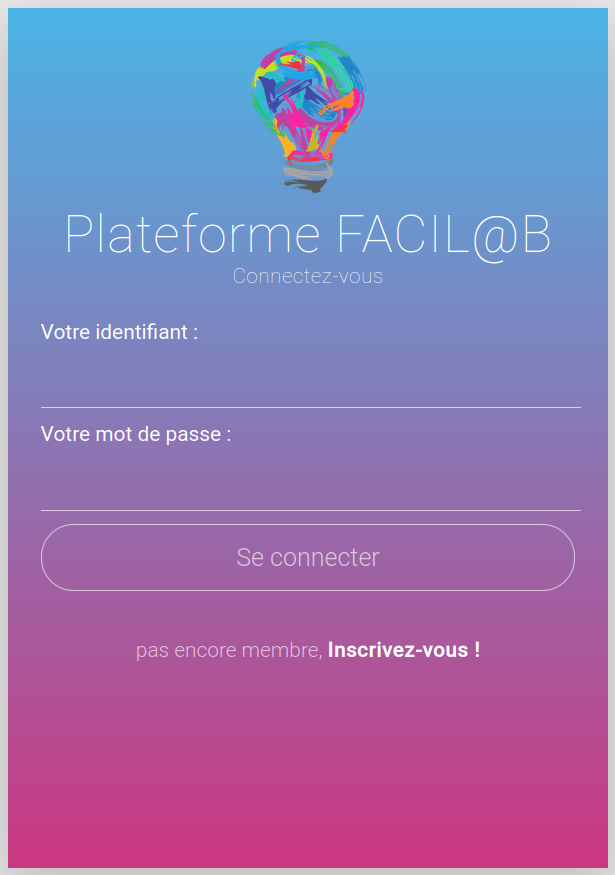 Plateforme FACIL@B
Connectez-vous
Votre identifiant :
Votre mot de passe :
Se connecter
pas encore membre, Inscrivez-vous !